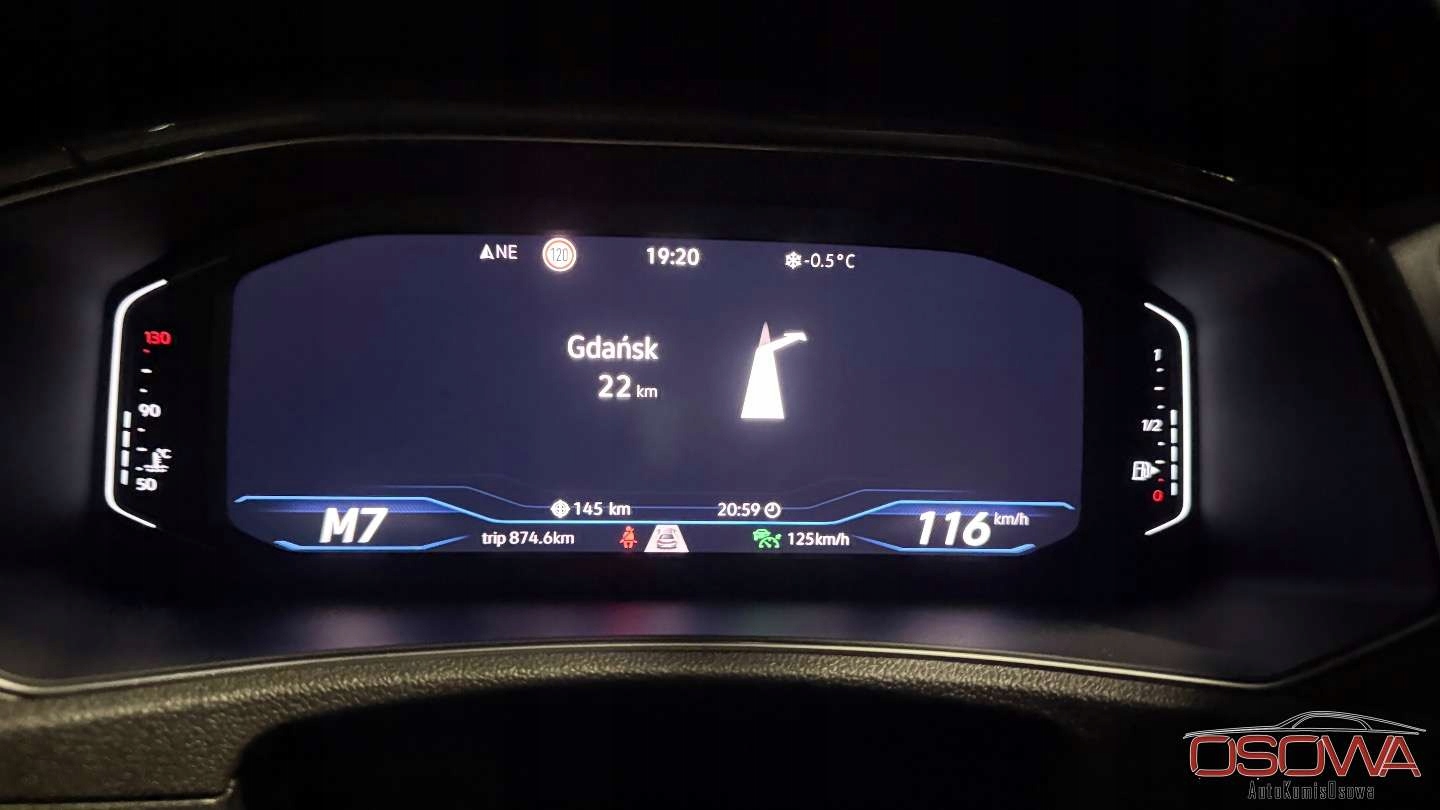 NE 120 19:20 -0.5°C
130
90
°C
50
Gdańsk
22 km
1
1/2
0
145 km 20:59
M7 116 km/h
trip 874.6km 125km/h
OSOWA
AutoKomisOsowa